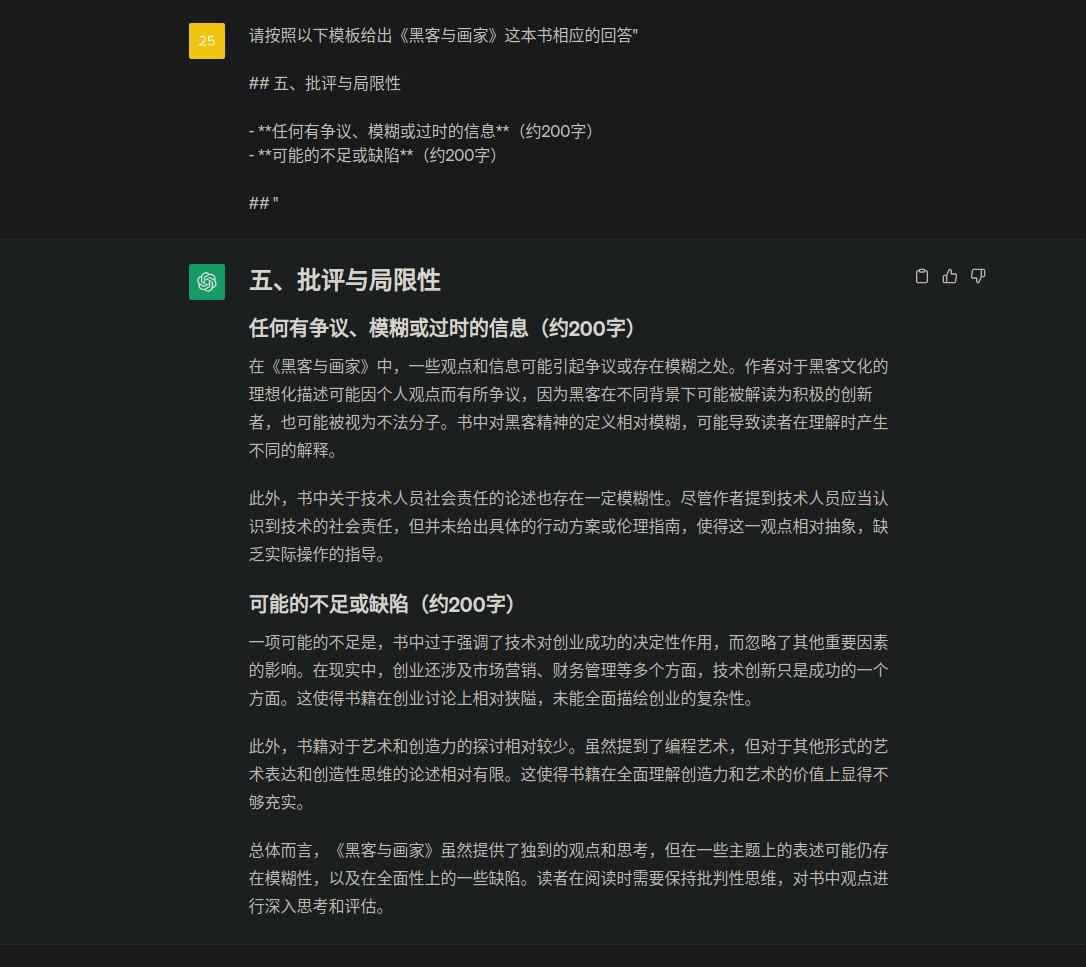 25
请按照以下模板给出《黑客与画家》这本书相应的回答"
## 五、批评与局限性
- **任何有争议、模糊或过时的信息**（约200字）
- **可能的不足或缺陷**（约200字）
## "
五、批评与局限性
任何有争议、模糊或过时的信息（约200字）
在《黑客与画家》中，一些观点和信息可能引起争议或存在模糊之处。作者对于黑客文化的
理想化描述可能因个人观点而有所争议，因为黑客在不同背景下可能被解读为积极的创新
者，也可能被视为不法分子。书中对黑客精神的定义相对模糊，可能导致读者在理解时产生
不同的解释。
此外，书中关于技术人员社会责任的论述也存在一定模糊性。尽管作者提到技术人员应当认
识到技术的社会责任，但并未给出具体的行动方案或伦理指南，使得这一观点相对抽象，缺
乏实际操作的指导。
可能的不足或缺陷（约200字）
一项可能的不足是，书中过于强调了技术对创业成功的决定性作用，而忽略了其他重要因素
的影响。在现实中，创业还涉及市场营销、财务管理等多个方面，技术创新只是成功的一个
方面。这使得书籍在创业讨论上相对狭隘，未能全面描绘创业的复杂性。
此外，书籍对于艺术和创造力的探讨相对较少。虽然提到了编程艺术，但对于其他形式的艺
术表达和创造性思维的论述相对有限。这使得书籍在全面理解创造力和艺术的价值上显得不
够充实。
总体而言，《黑客与画家》虽然提供了独到的观点和思考，但在一些主题上的表述可能仍存
在模糊性，以及在全面性上的一些缺陷。读者在阅读时需要保持批判性思维，对书中观点进
行深入思考和评估。